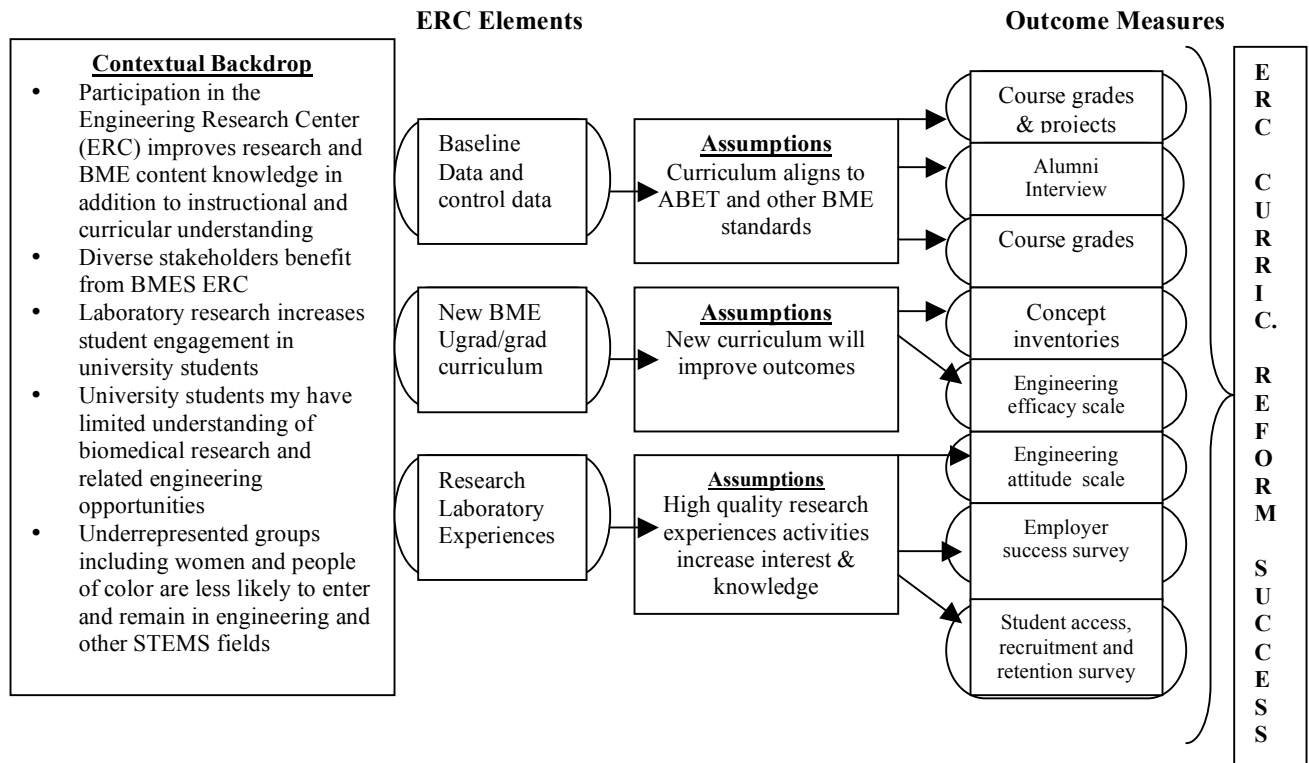 ERC Elements
Outcome Measures
Contextual Backdrop
• Participation in the
Engineering Research Center
(ERC) improves research and
BME content knowledge in
addition to instructional and
curricular understanding
• Diverse stakeholders benefit
from BMES ERC
• Laboratory research increases
student engagement in
university students
• University students my have
limited understanding of
biomedical research and
related engineering
opportunities
• Underrepresented groups
including women and people
of color are less likely to enter
and remain in engineering and
other STEMS fields
Baseline
Data and
control data
New BME
Ugrad/grad
curriculum
Research
Laboratory
Experiences
Assumptions
Curriculum aligns to
ABET and other BME
standards
Assumptions
New curriculum will
improve outcomes
Assumptions
High quality research
experiences activities
increase interest &
knowledge
Course grades
& projects
Alumni
Interview
Course grades
Concept
inventories
Engineering
efficacy scale
Engineering
attitude scale
Employer
success survey
Student access,
recruitment and
retention survey
E
R
C
C
U
R
R
I
C.
R
E
F
O
R
M
S
U
C
C
E
S
S